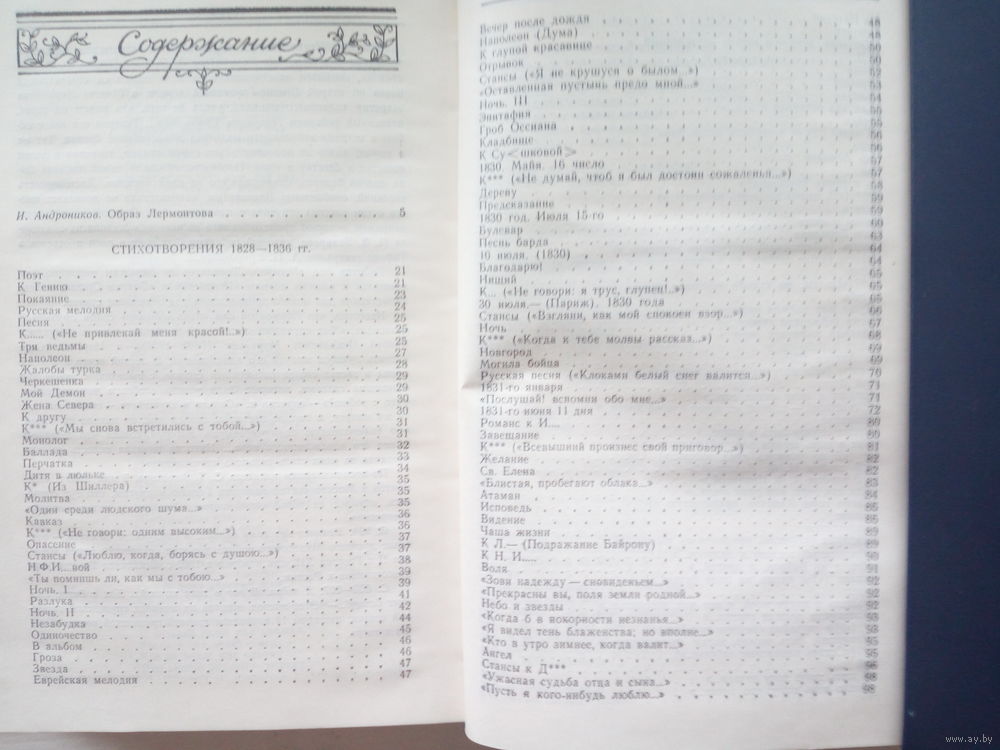 Содержание
И. Андроников. Образ Лермонтова 5
СТИХОТВОРЕНИЯ 1828—1836 гг.
Поэт 21
К Гению 21
Покаяние 23
Русская мелодия 24
Песня 25
К..... («Не привлекай меня красой!..») 25
Три ведьмы 25
Наполеон 27
Жалобы турка 28
Черкешенка 29
Мой Демон 29
Жена Севера 30
К другу 30
К*** («Мы снова встретились с тобой...») 31
Монолог 31
Баллада 32
Перчатка 33
Дитя в люльке 34
К* (Из Шиллера) 35
Молитва 35
«Один среди людского шума...» 35
Кавказ 36
К*** («Не говори: одним высоким...») 36
Опасение 37
Стансы («Люблю, когда, борясь с душою...») 37
Н.Ф.И...вой 38
«Ты помнишь ли, как мы с тобою...» 39
Ночь. I 39
Разлука 41
Ночь. II 42
Незабудка 44
Одиночество 45
В альбом 46
Гроза 46
Звезда 47
Еврейская мелодия 47
Вечер после дождя 48
Наполеон (Дума) 48
К глупой красавице 50
Отрывок 50
Стансы («Я не крушуся о былом...») 52
«Оставленная пустынь предо мной...» 53
Ночь. III 54
Эпитафия 55
Гроб Оссиана 55
Кладбище 56
К Су<шковой> 56
1830. Майя. 16 число 57
К*** («Не думай, чтоб я был достоин сожаленья...») 57
Дереву 58
Предсказание 59
1830 год. Июля 15-го 59
Булевар 60
Песнь барда 63
10 июля. (1830) 64
Благодарю! 64
Нищий 65
К... («Не говори: я трус, глупец!..») 65
30 июля.— (Париж). 1830 года 65
Стансы («Взгляни, как мой спокоен взор...») 66
Ночь 67
К*** («Когда к тебе молвы рассказ...») 68
Новгород 69
Могила бойца 69
Русская песня («Клоками белый снег валится...») 70
1831-го января 71
«Послушай! вспомни обо мне...» 71
1831-го июня 11 дня 72
Романс к И.... 80
Завещание 80
К*** («Всевышний произнес свой приговор...») 81
Желание 82
Св. Елена 82
«Блистая, пробегают облака...» 83
Атаман 84
Исповедь 85
Видение 86
Чаша жизни 89
К Л.— (Подражание Байрону) 89
К Н. И..... 90
Воля 91
«Зови надежду — сновиденьем...» 92
«Прекрасны вы, поля земли родной...» 92
Небо и звезды 92
«Когда б в покорности незнанья...» 93
«Я видел тень блаженства; но вполне...» 93
«Кто в утро зимнее, когда валит...» 95
Ангел 95
Стансы к Д*** 96
«Ужасная судьба отца и сына...» 98
«Пусть я кого-нибудь люблю...» 98
www.ay.by